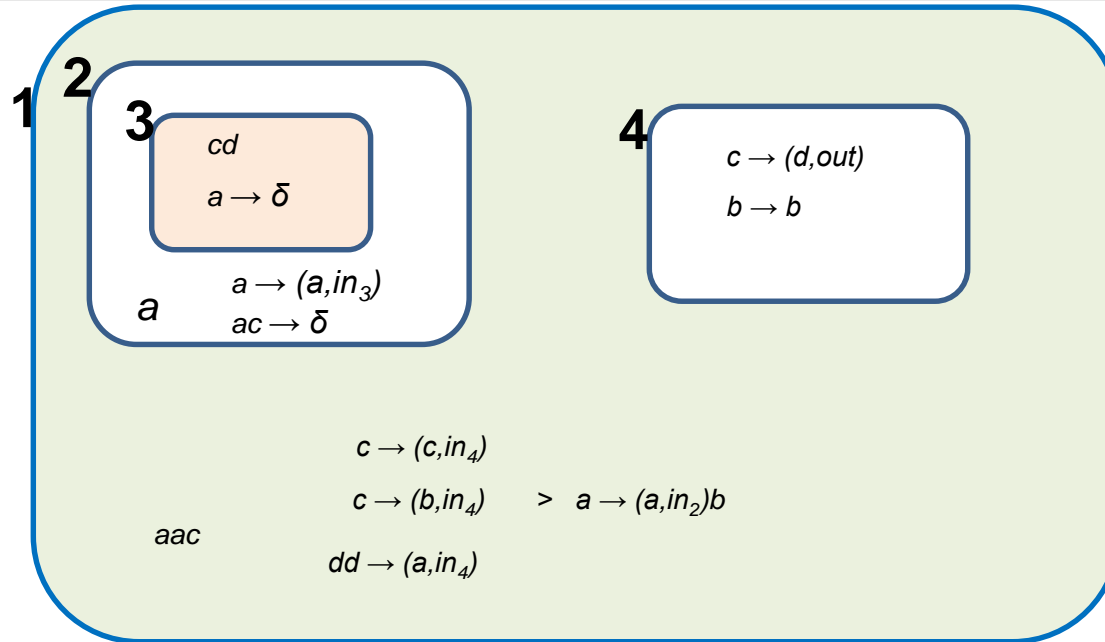 1
2
3
cd
a → δ
a
a → (a,in₃)
ac → δ
4
c → (d,out)
b → b
c → (c,in₄)
c → (b,in₄) > a → (a,in₂)b
aac
dd → (a,in₄)